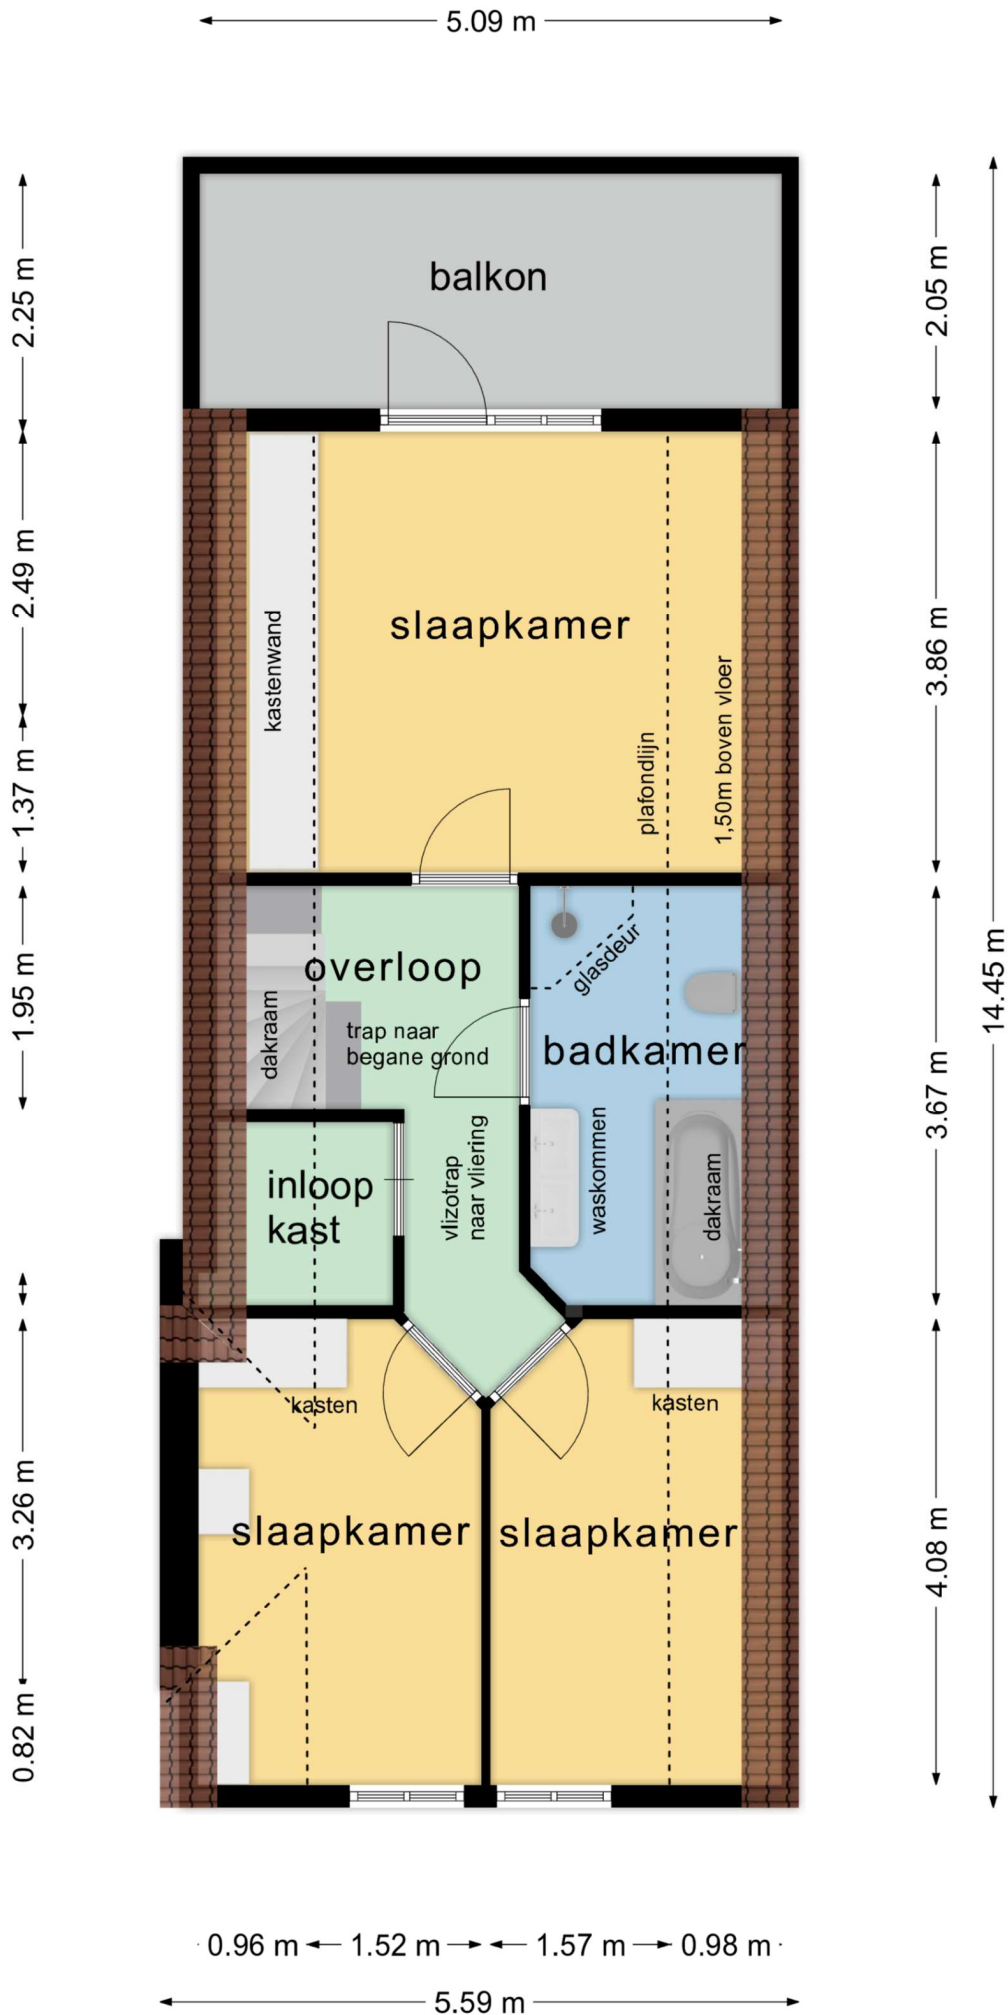 5.09 m
balkon
2.25 m
2.05 m
slaapkamer
kastenwand
plafondlijn
1,50m boven vloer
2.49 m
3.86 m
1.37 m
overloop
dakraam
trap naar
begane grond
glasdeur
badkamer
1.95 m
14.45 m
3.67 m
inloop
kast
vlizotrap
naar vliering
waskommen
dakraam
kasten
kasten
slaapkamer
slaapkamer
3.26 m
4.08 m
0.82 m
0.96 m
1.52 m
1.57 m
0.98 m
5.59 m